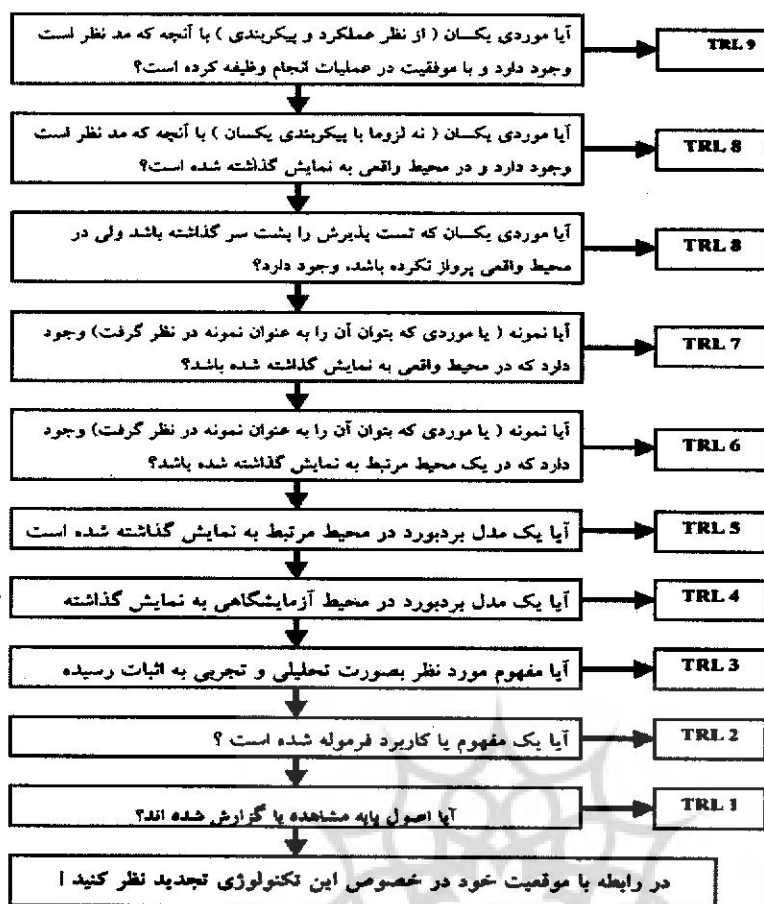 آیا موردی یکسان ( از نظر عملکرد و پیکربندی ) با آنچه که مد نظر است
وجود دارد و با موفقیت در عملیات انجام وظیفه کرده است؟
TRL 9
آیا موردی یکسان ( نه لزوما با پیکربندی یکسان ) با آنچه که مد نظر است
وجود دارد و در محیط واقعی به نمایش گذاشته شده است؟
TRL 8
آیا موردی یکسان که تست پذیرش را پشت سر گذاشته باشد ولی در
محیط واقعی پرواز نکرده باشد، وجود دارد؟
TRL 8
آیا نمونه ( یا موردی که بتوان آن را به عنوان نمونه در نظر گرفت) وجود
دارد که در محیط واقعی به نمایش گذاشته شده باشد؟
TRL 7
آیا نمونه ( یا موردی که بتوان آن را به عنوان نمونه در نظر گرفت) وجود
دارد که در یک محیط مرتبط به نمایش گذاشته شده باشد؟
TRL 6
آیا یک مدل بردبورد در محیط مرتبط به نمایش گذاشته شده است
TRL 5
آیا یک مدل بردبورد در محیط آزمایشگاهی به نمایش گذاشته
TRL 4
آیا مفهوم مورد نظر بصورت تحلیلی و تجربی به اثبات رسیده
TRL 3
آیا یک مفهوم یا کاربرد فرموله شده است ؟
TRL 2
آیا اصول پایه مشاهده یا گزارش شده اند؟
TRL 1
در رابطه با موقعیت خود در خصوص این تکنولوژی تجدید نظر کنید !